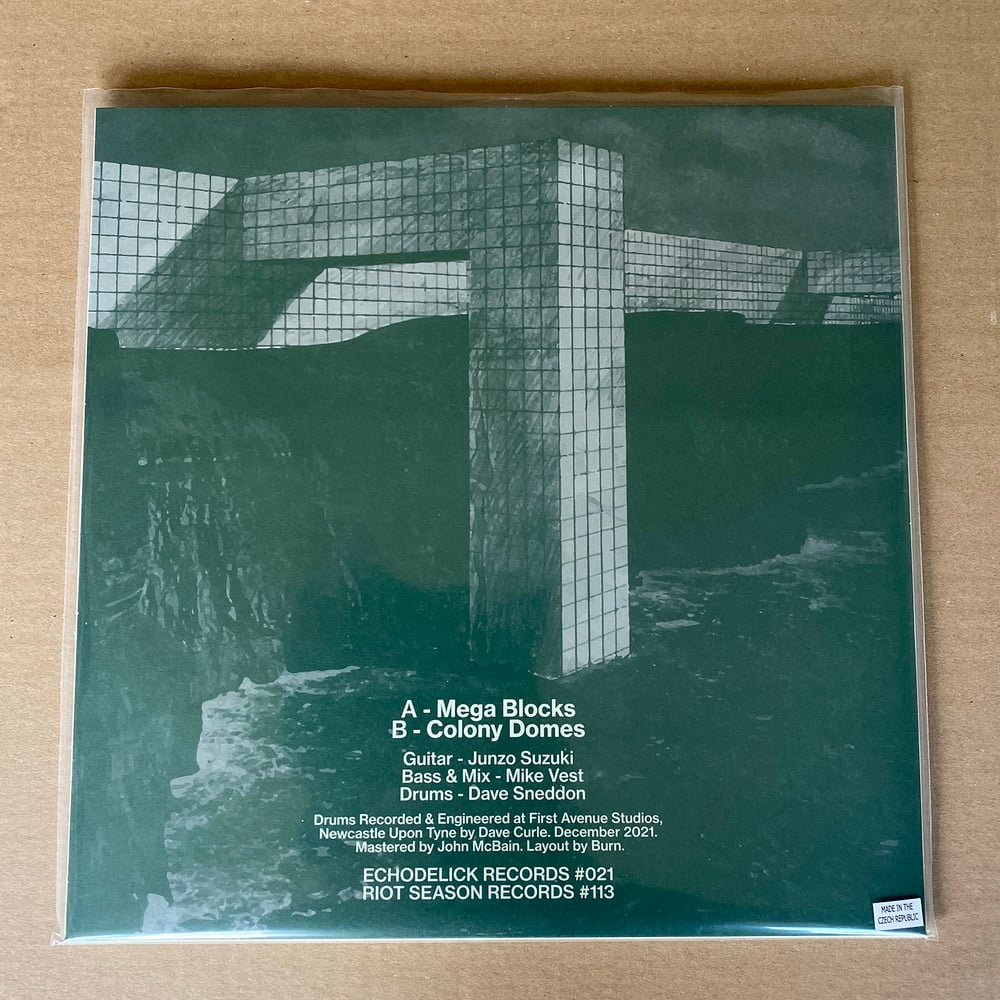 A - Mega Blocks
B - Colony Domes
Guitar - Junzo Suzuki
Bass & Mix - Mike Vest
Drums - Dave Sneddon
Drums Recorded & Engineered at First Avenue Studios,
Newcastle Upon Tyne by Dave Curle. December 2021.
Mastered by John McBain. Layout by Burn.
ECHODELICK RECORDS #021
RIOT SEASON RECORDS #113
MADE IN THE
CZECH REPUBLIC